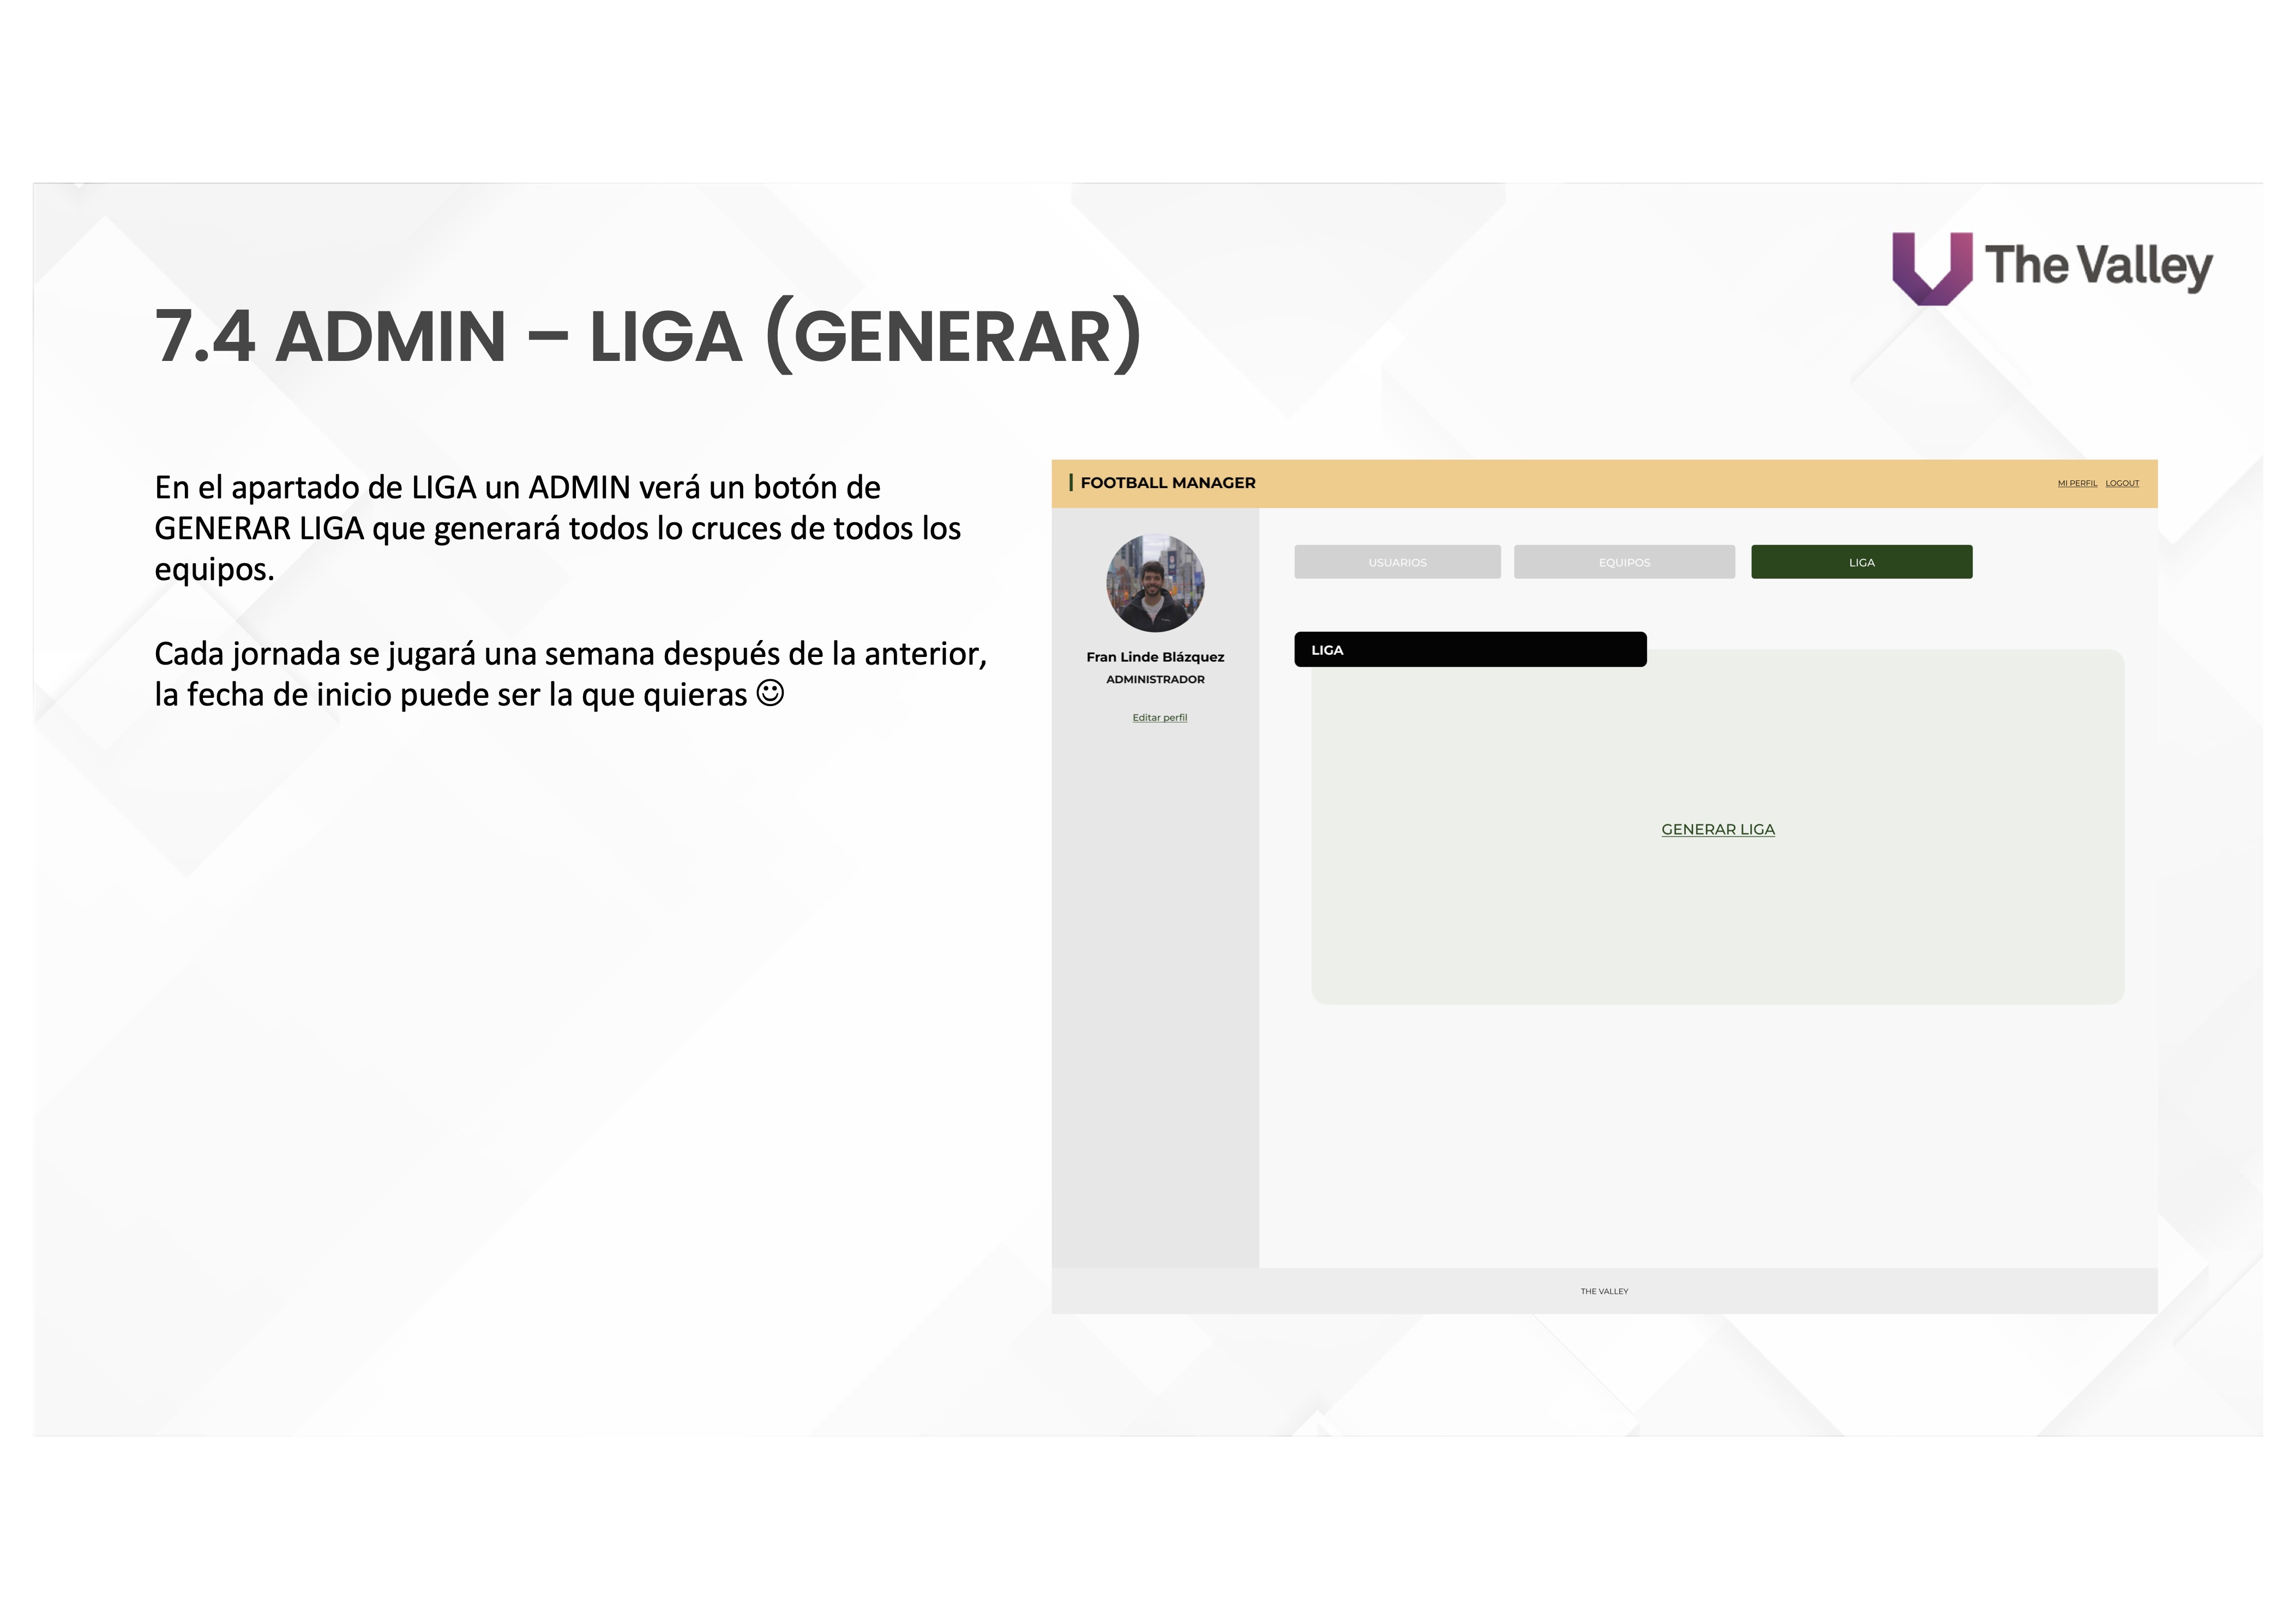 The Valley
7.4 ADMIN – LIGA (GENERAR)
En el apartado de LIGA un ADMIN verá un botón de
GENERAR LIGA que generará todos lo cruces de todos los
equipos.
Cada jornada se jugará una semana después de la anterior,
la fecha de inicio puede ser la que quieras ☺
FOOTBALL MANAGER
MI PERFIL LOGOUT
USUARIOS EQUIPOS LIGA
Fran Linde Blázquez
ADMINISTRADOR
Editar perfil
LIGA
GENERAR LIGA
THE VALLEY